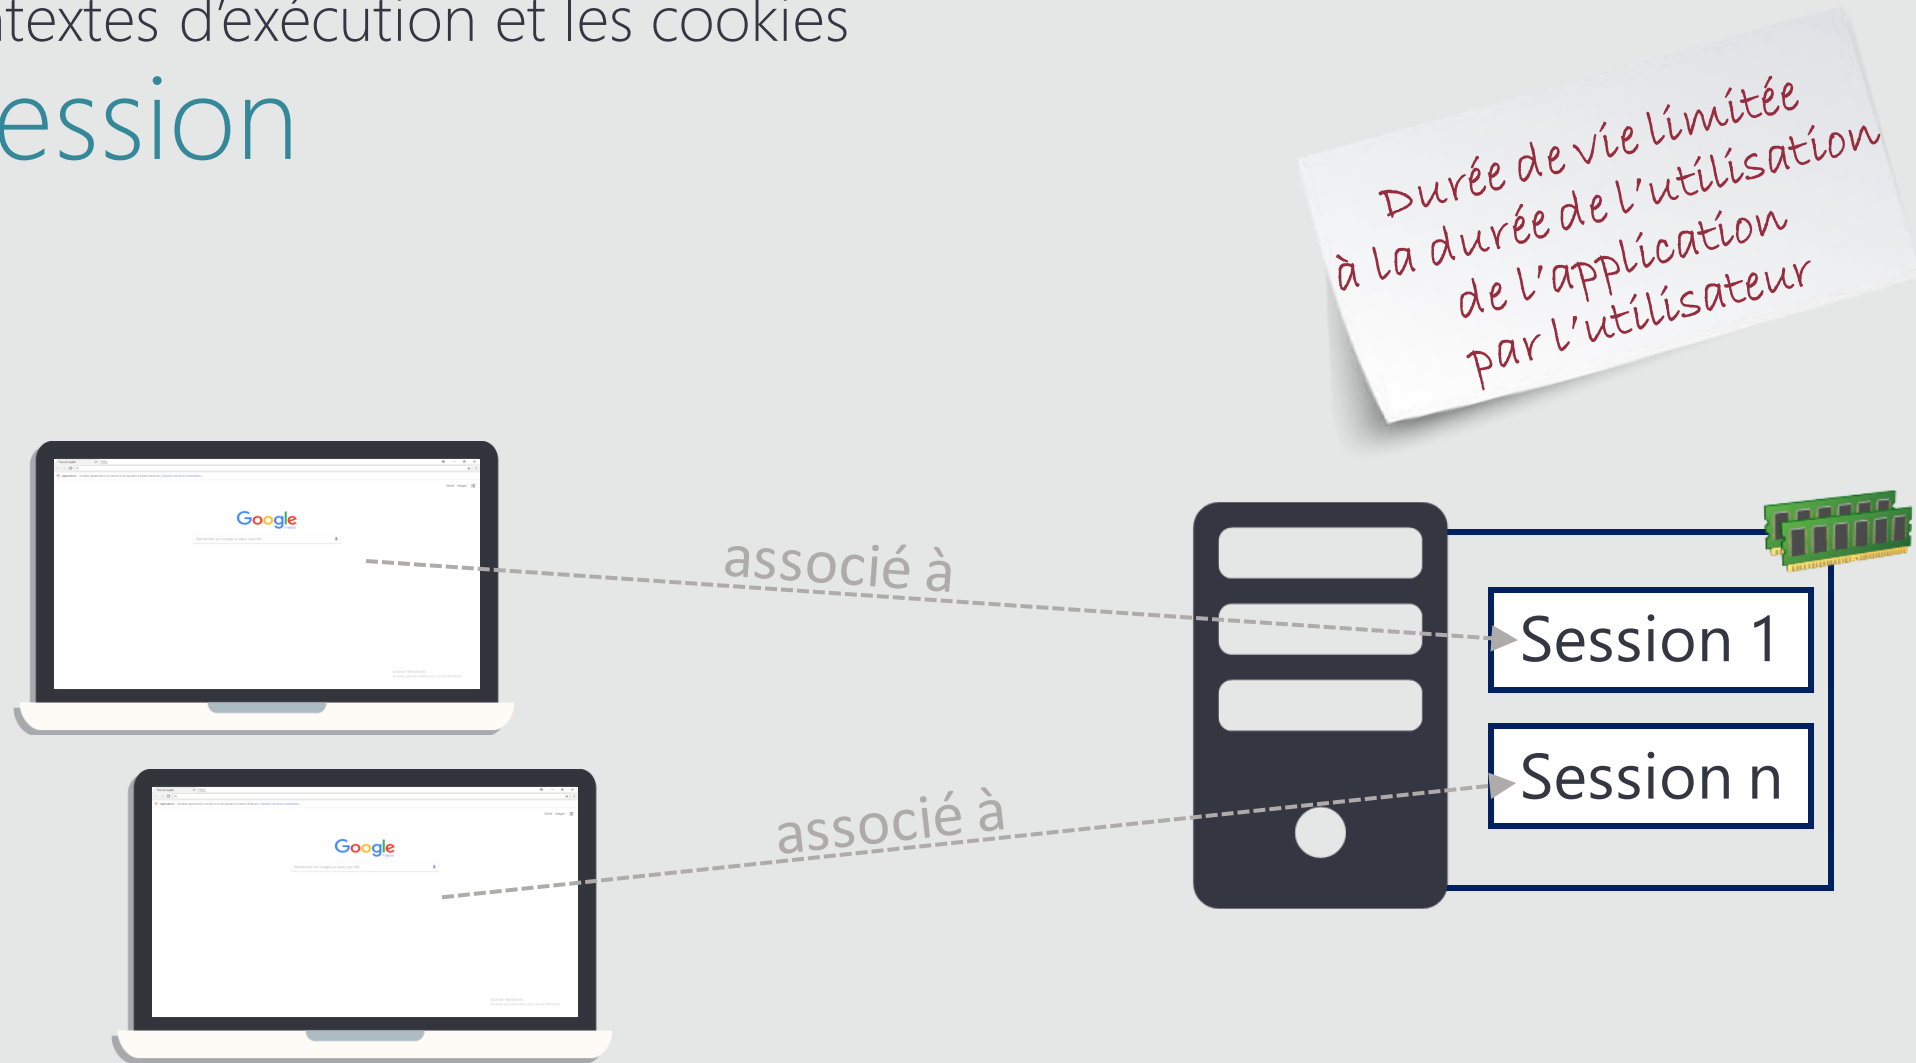 ntextes d'exécution et les cookies
ession
Durée de vie limitée
à la durée de l'utilisation
de l'application
par l'utilisateur
Google
associé à
Session 1
Session n
associé à
Google